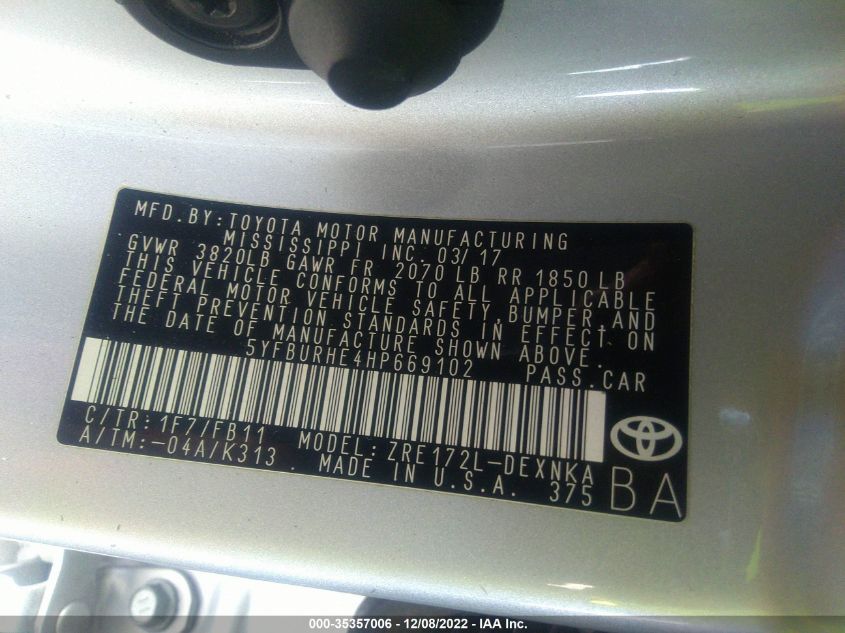 MFD.BY:TOYOTA MOTOR MANUFACTURING
MISSISSIPPI INC. 03/17
GVWR 3820LB GAWR FR 2070 LB RR 1850 LB
THIS VEHICLE CONFORMS TO ALL APPLICABLE
FEDERAL MOTOR VEHICLE SAFETY, BUMPER, AND
THEFT PREVENTION STANDARDS IN EFFECT ON
THE DATE OF MANUFACTURE SHOWN ABOVE.
5YFBURHE4HP669102 PASS.CAR
C/TR:1F7/FB11 MODEL:ZRE172L-DEXNKA
A/TM:-04A/K313 MADE IN U.S.A. 375
BA
000-35357006 - 12/08/2022 - IAA Inc.